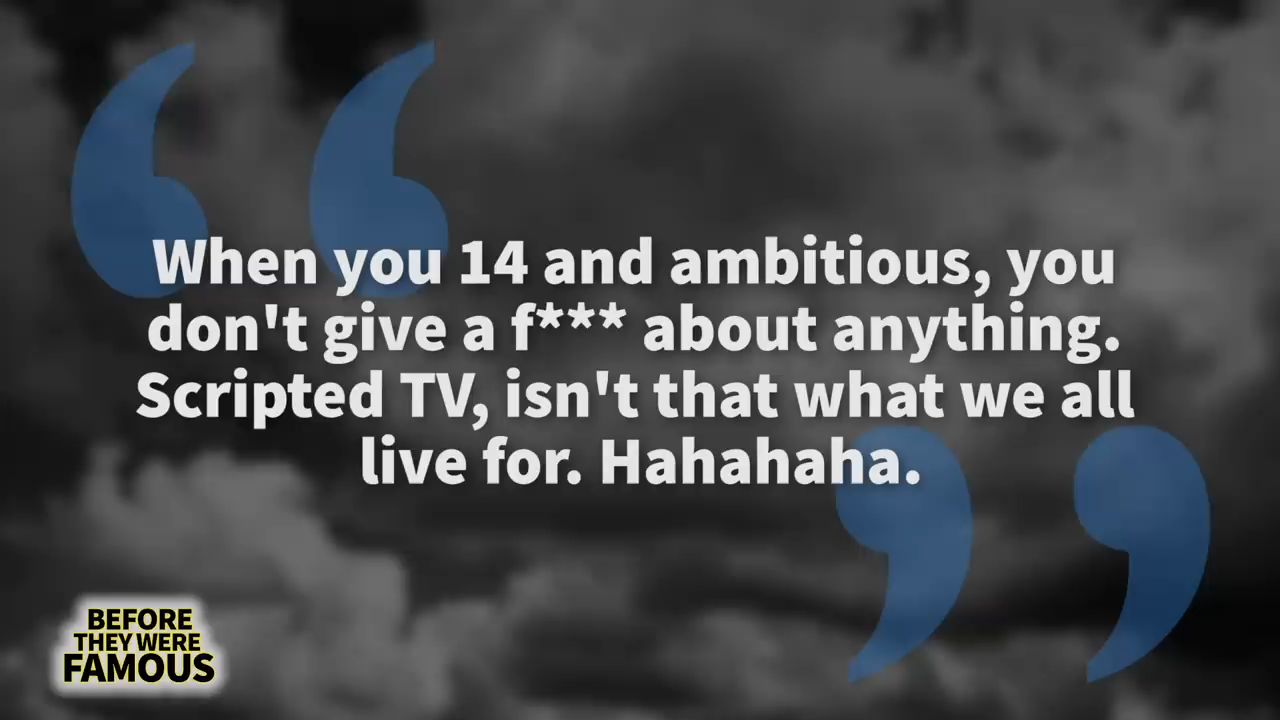 When you 14 and ambitious, you
don't give a f*** about anything.
Scripted TV, isn't that what we all
live for. Hahahaha.
BEFORE
THEY WERE
FAMOUS